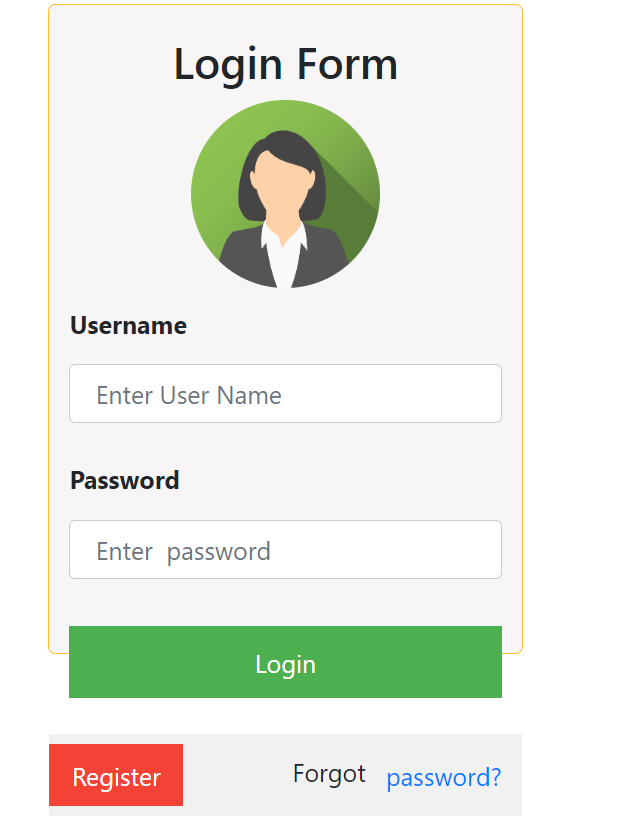 Login Form
Username
Enter User Name
Password
Enter  password
Login
Register Forgot password?